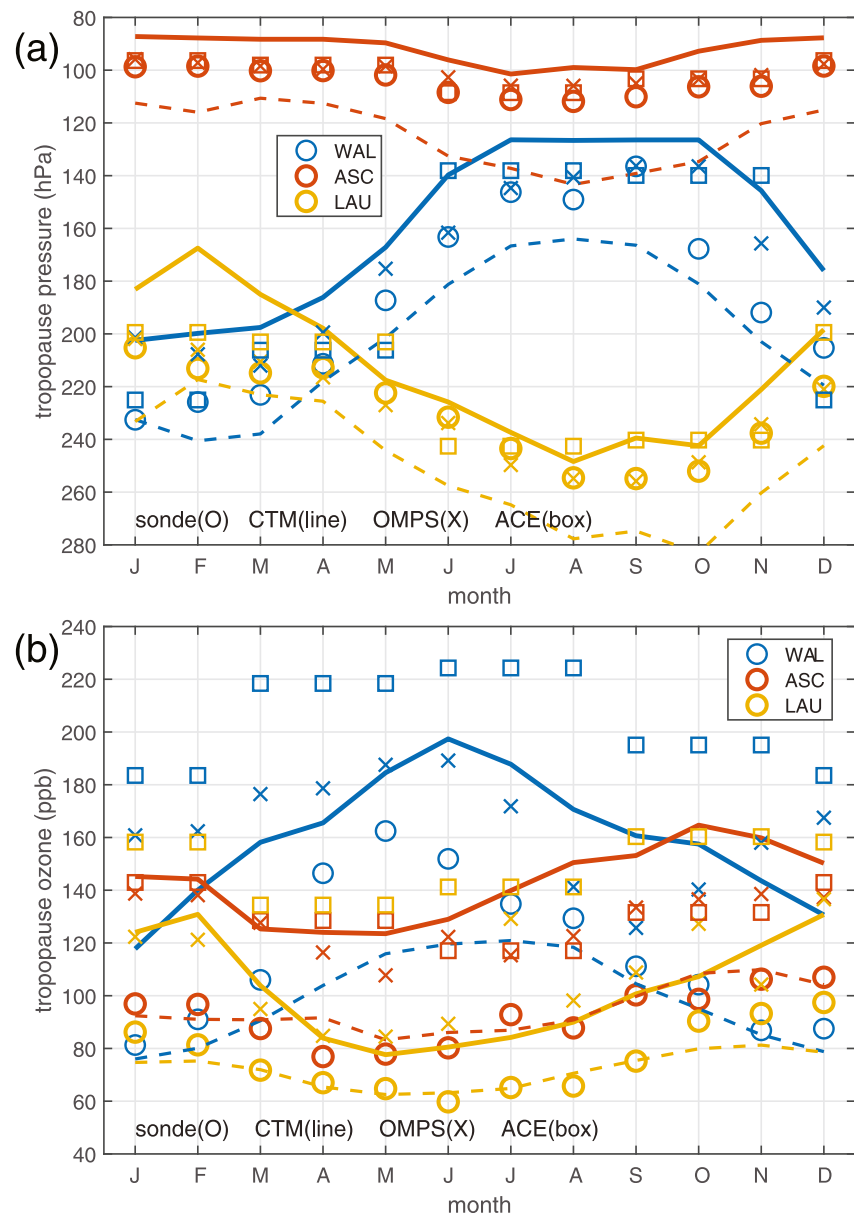 (a)
tropopause pressure (hPa)
80
100
120
140
160
180
200
220
240
260
280
WAL
ASC
LAU
sonde(O) CTM(line) OMPS(X) ACE(box)
J F M A M J J A S O N D
month
(b)
tropopause ozone (ppb)
240
220
200
180
160
140
120
100
80
60
40
WAL
ASC
LAU
sonde(O) CTM(line) OMPS(X) ACE(box)
J F M A M J J A S O N D
month